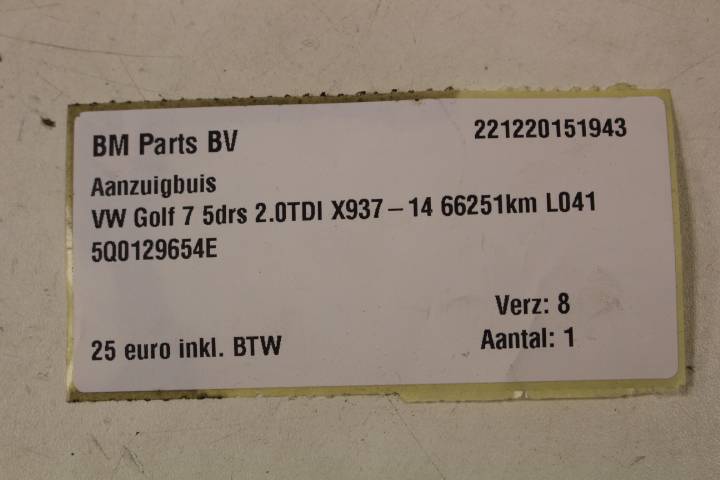 BM Parts BV 221220151943
Aanzuigbuis
VW Golf 7 5drs 2.0TDI X937-14 66251km L041
5Q0129654E
Verz: 8
25 euro inkl. BTW Aantal: 1